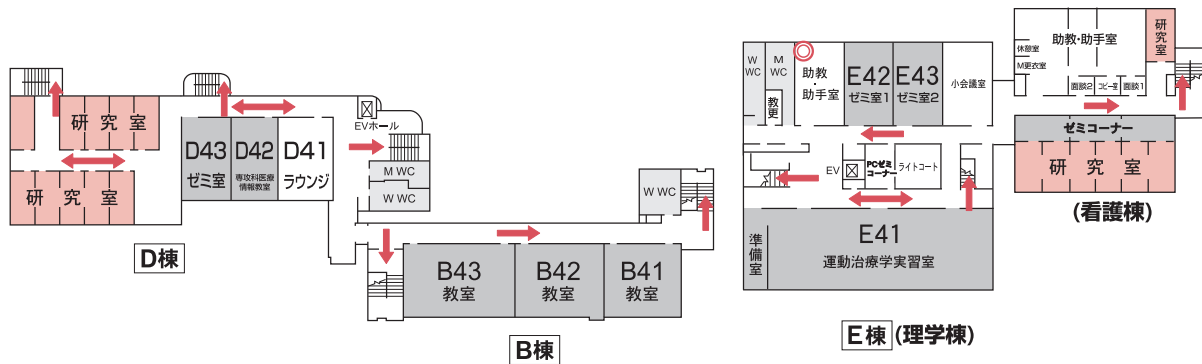 研究室
研究室
D43
ゼミ室
D42
専攻科医療
情報教室
D41
ラウンジ
EVホール
M WC
W WC
D棟
W WC
B43
教室
B42
教室
B41
教室
B棟
W
WC
M
WC
教更
助教・
助手室
E42
ゼミ室1
E43
ゼミ室2
小会議室
EV
PCゼミ
コーナー
ライトコート
準備室
E41
運動治療学実習室
E棟(理学棟)
休憩室
M更衣室
助教・助手室
研究室
面談2
コピー室
面談1
ゼミコーナー
研究室
(看護棟)